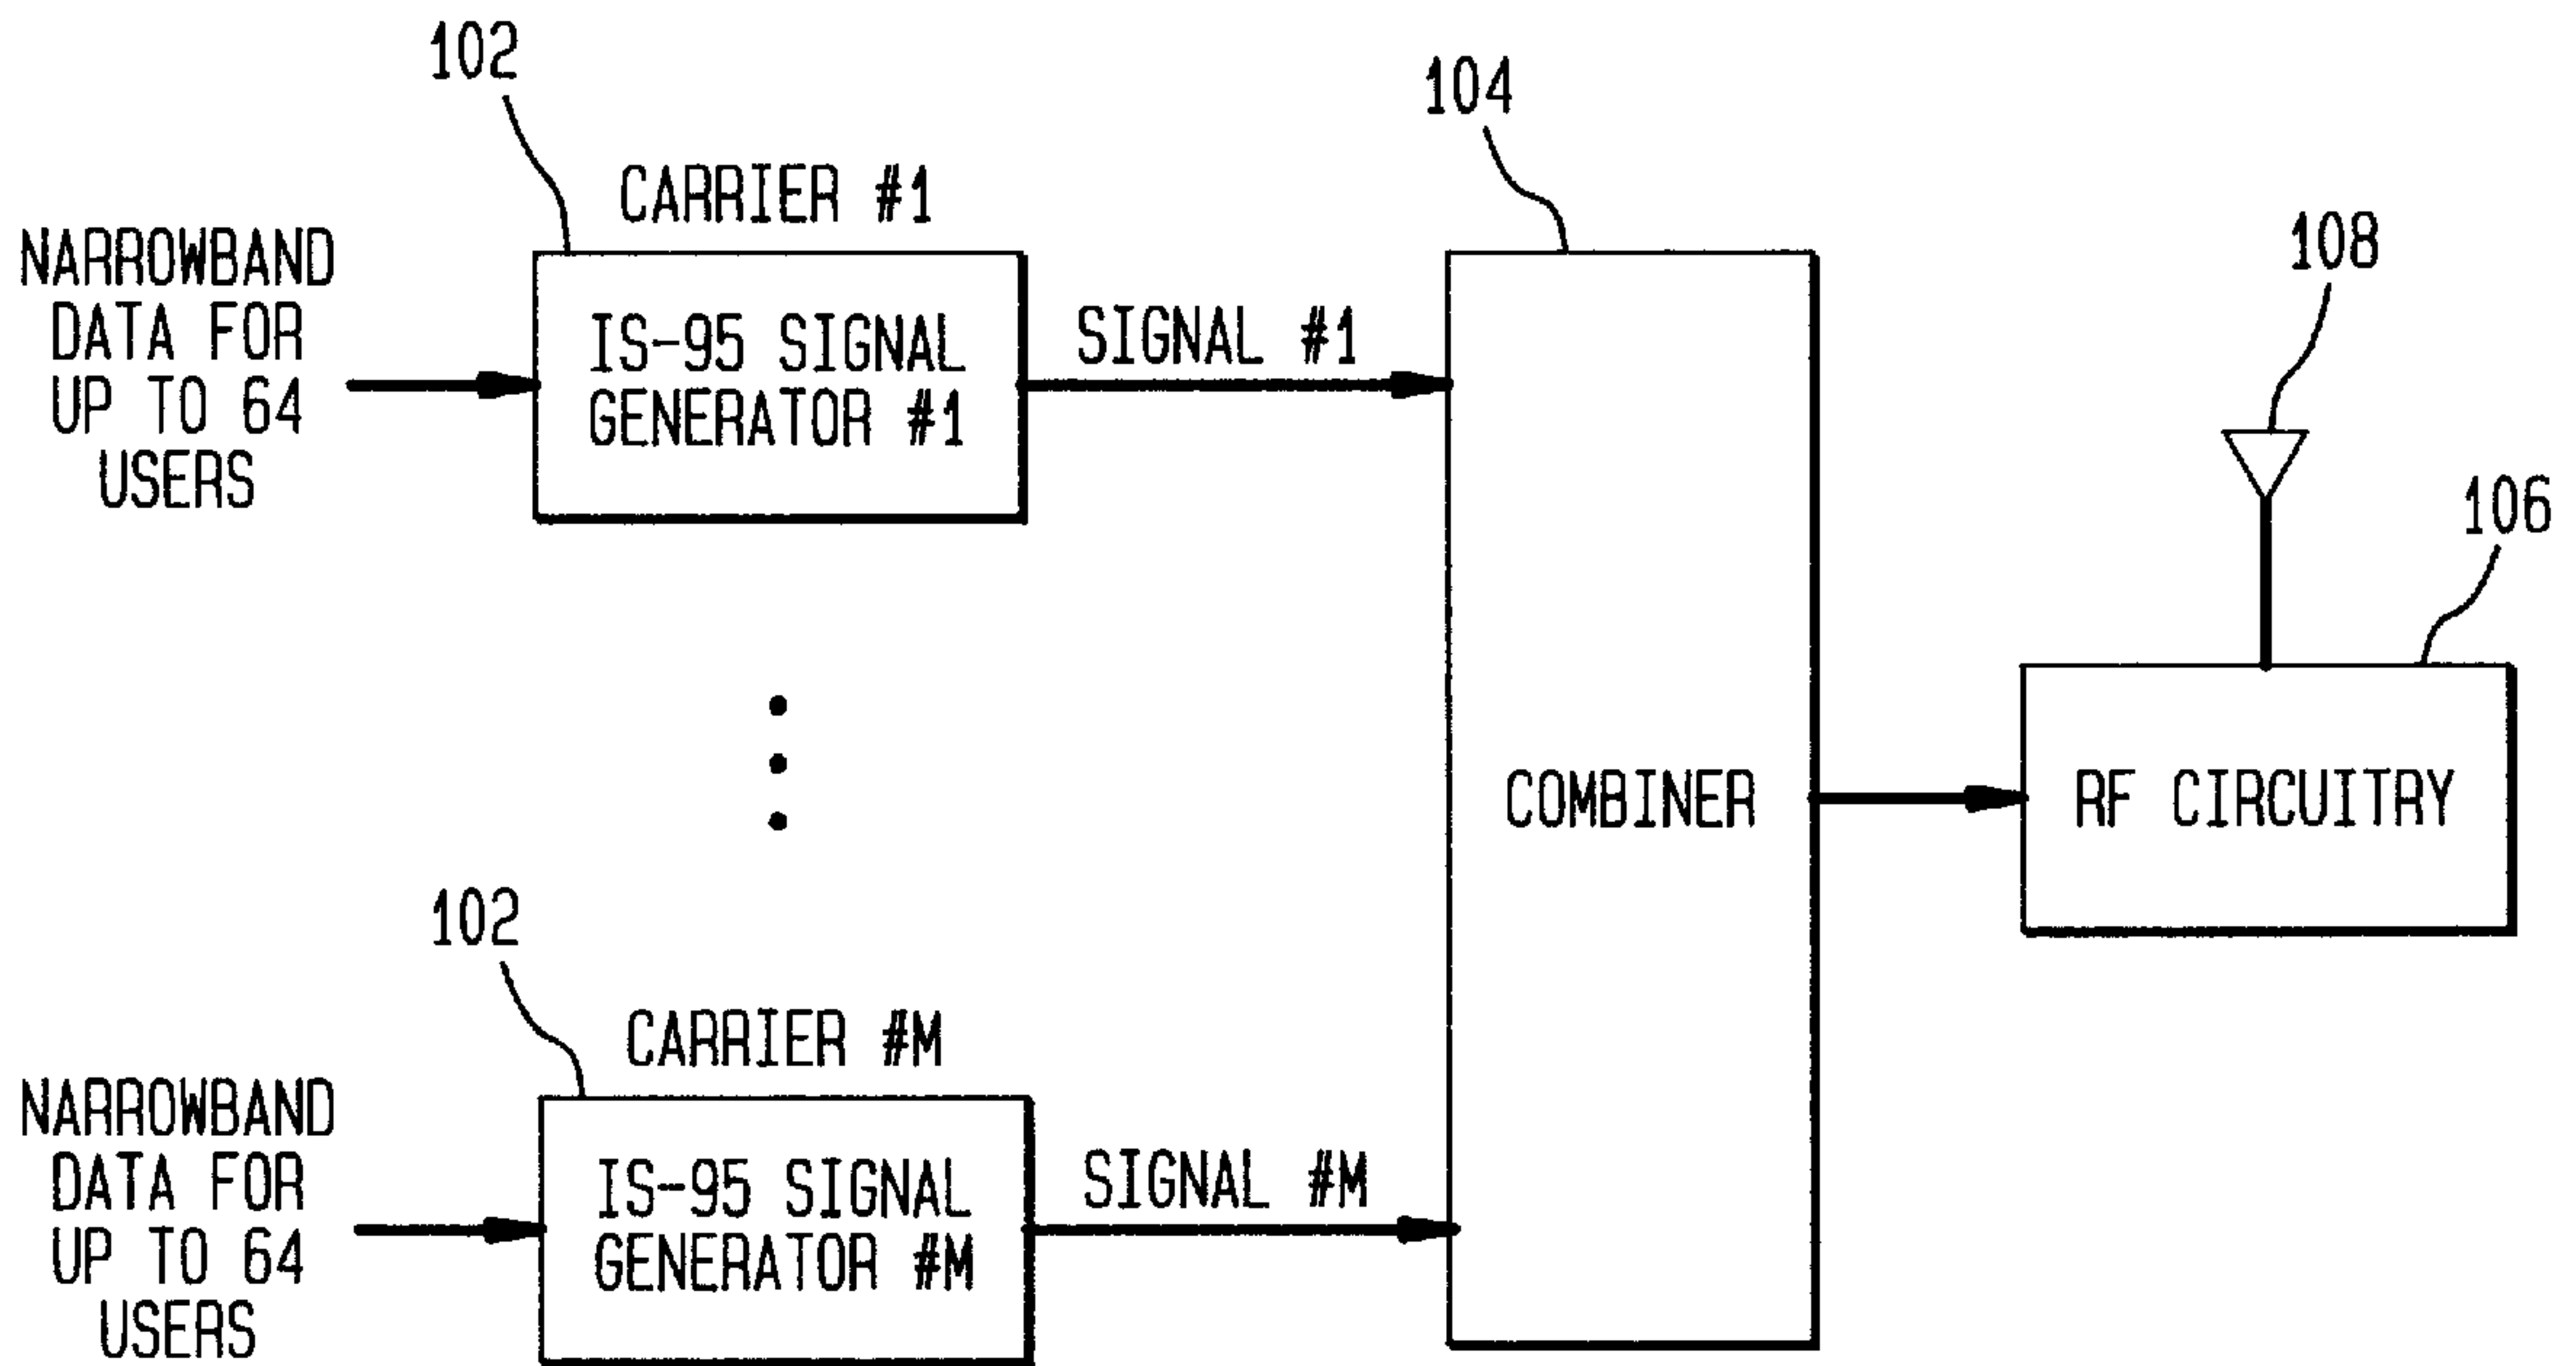 102
CARRIER #1
NARROWBAND
DATA FOR
UP TO 64
USERS
IS-95 SIGNAL
GENERATOR #1
SIGNAL #1
104
COMBINER
108
106
RF CIRCUITRY
102
CARRIER #M
NARROWBAND
DATA FOR
UP TO 64
USERS
IS-95 SIGNAL
GENERATOR #M
SIGNAL #M